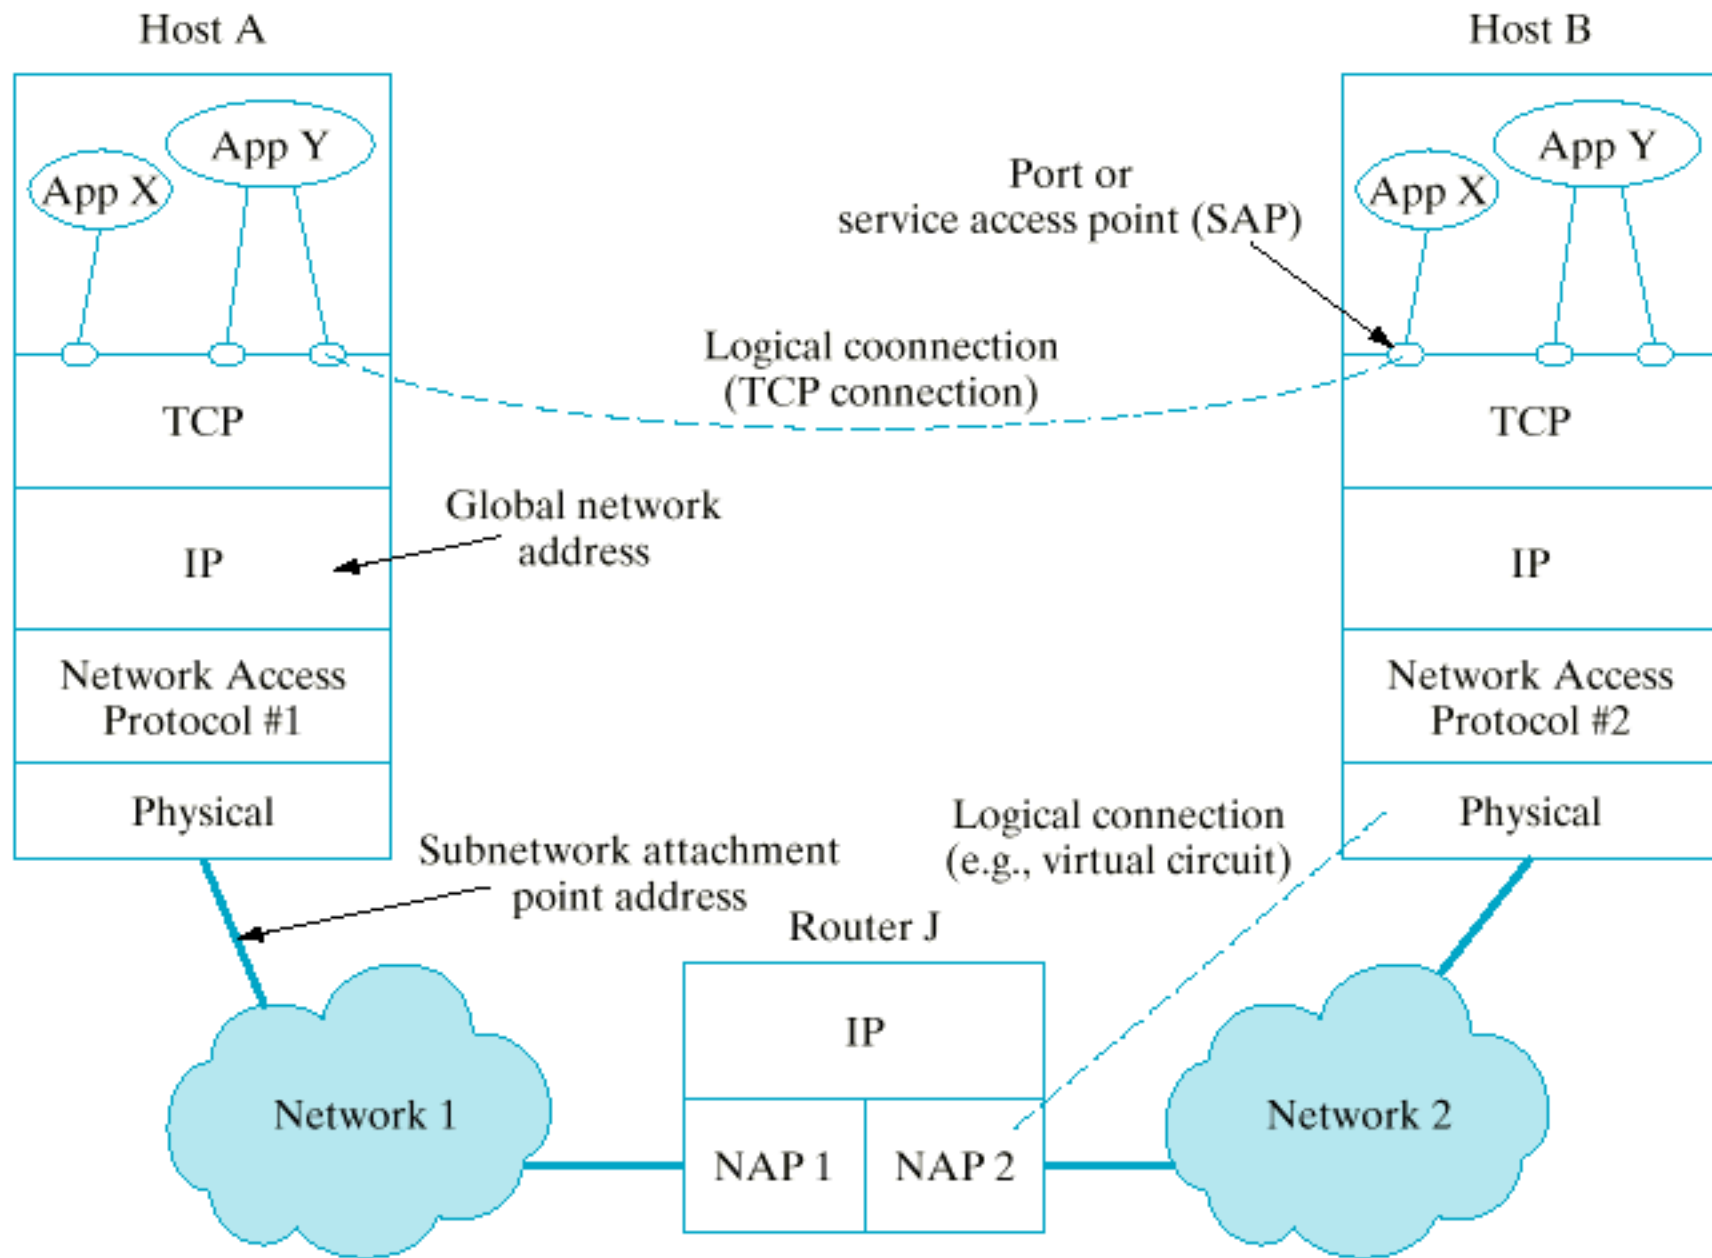 Host A
Host B
App X
App Y
Port or
service access point (SAP)
App X
App Y
Logical coonnection
(TCP connection)
TCP
TCP
Global network
address
IP
IP
Network Access
Protocol #1
Network Access
Protocol #2
Physical
Physical
Logical connection
(e.g., virtual circuit)
Subnetwork attachment
point address
Router J
IP
Network 1
NAP 1
NAP 2
Network 2